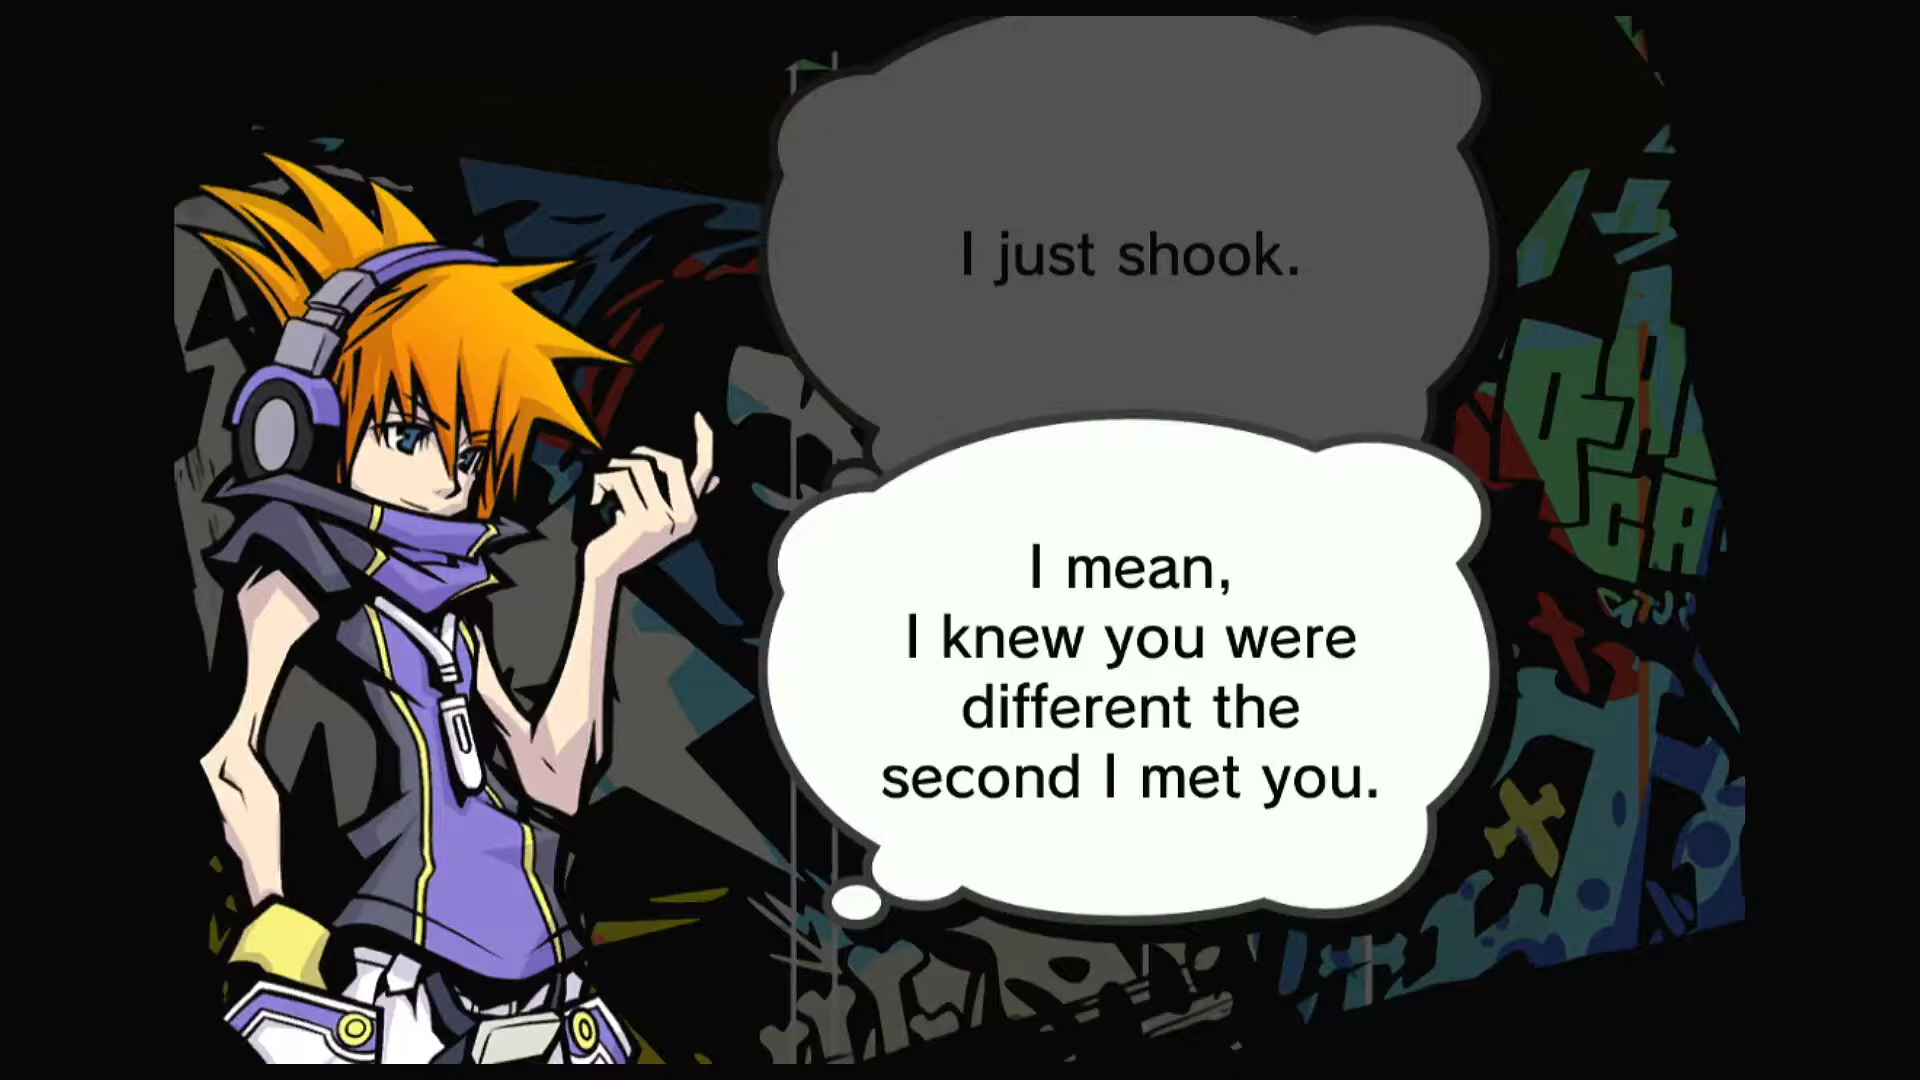 I just shook.
I mean,
I knew you were
different the
second I met you.